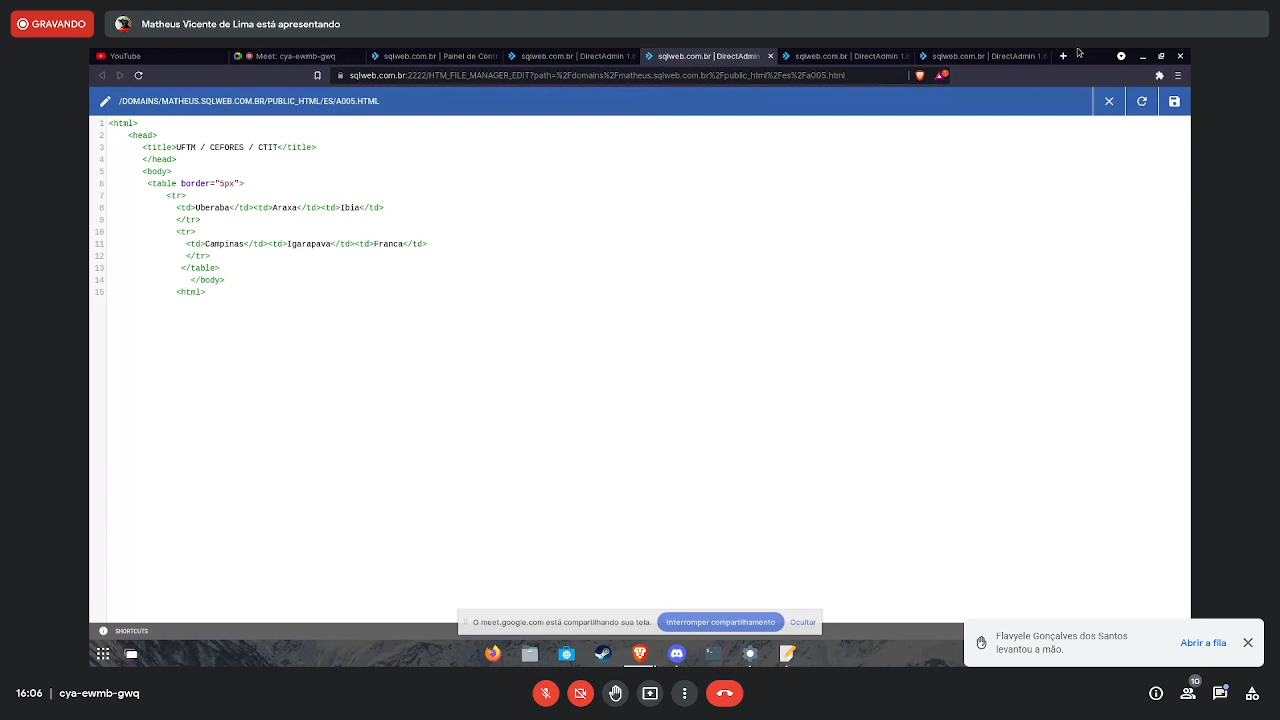 GRAVANDO
Matheus Vicente de Lima está apresentando
YouTube
Meet: cya-ewmb-gwq
sqlweb.com.br | Painel de Cont
sqlweb.com.br | DirectAdmin 1.6
sqlweb.com.br | DirectAdmin
sqlweb.com.br | DirectAdmin 1.6
sqlweb.com.br | DirectAdmin 1.6
sqlweb.com.br:2222/HTM_FILE_MANAGER_EDIT?path=%2Fdomains%2Fmatheus.sqlweb.com.br%2Fpublic_html%2Fes%2Fa005.html
/DOMAINS/MATHEUS.SQLWEB.COM.BR/PUBLIC_HTML/ES/A005.HTML
1 <html>
2 <head>
3 <title>UFTM / CEFORES / CTIT</title>
4 </head>
5 <body>
6 <table border="5px">
7 <tr>
8 <td>Uberaba</td><td>Araxa</td><td>Ibia</td>
9 </tr>
10 <tr>
11 <td>Campinas</td><td>Igarapava</td><td>Franca</td>
12 </tr>
13 </table>
14 </body>
15 <html>
O meet.google.com está compartilhando sua tela.
Interromper compartilhamento
Ocultar
SHORTCUTS
Flavyele Gonçalves dos Santos
levantou a mão.
Abrir a fila
16:06 | cya-ewmb-gwq
10